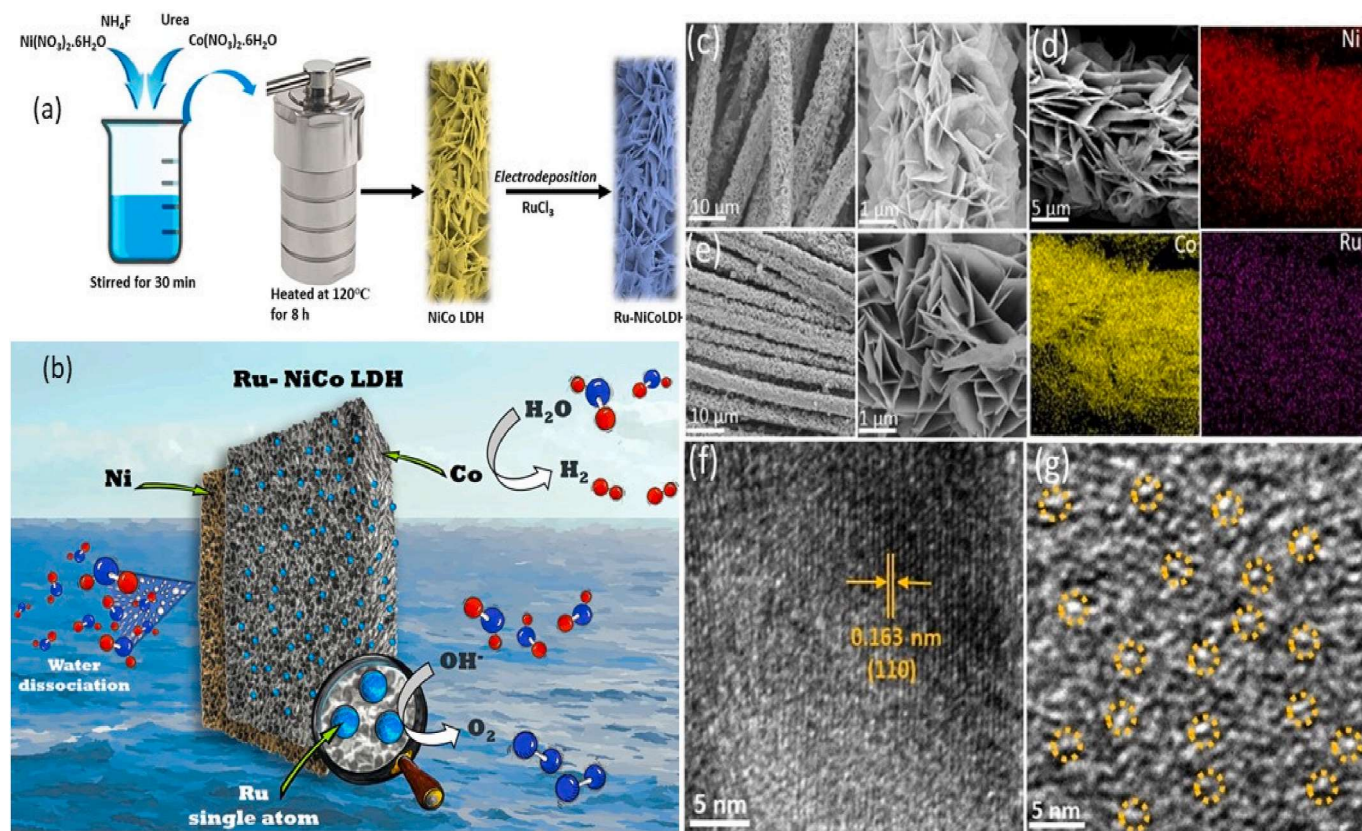 (a)
NH₄F
Urea
Ni(NO₃)₂.6H₂O
Co(NO₃)₂.6H₂O
Stirred for 30 min
Heated at 120℃
for 8 h
NiCo LDH
Electrodeposition
RuCl₃
Ru-NiCoLDH
(b)
Ru- NiCo LDH
Ni
Co
H₂O
H₂
Water
dissociation
OH⁻
O₂
Ru
single atom
(c)
10 μm
1 μm
(d)
5 μm
Ni
(e)
10 μm
1 μm
Co
Ru
(f)
0.163 nm
(110)
5 nm
(g)
5 nm